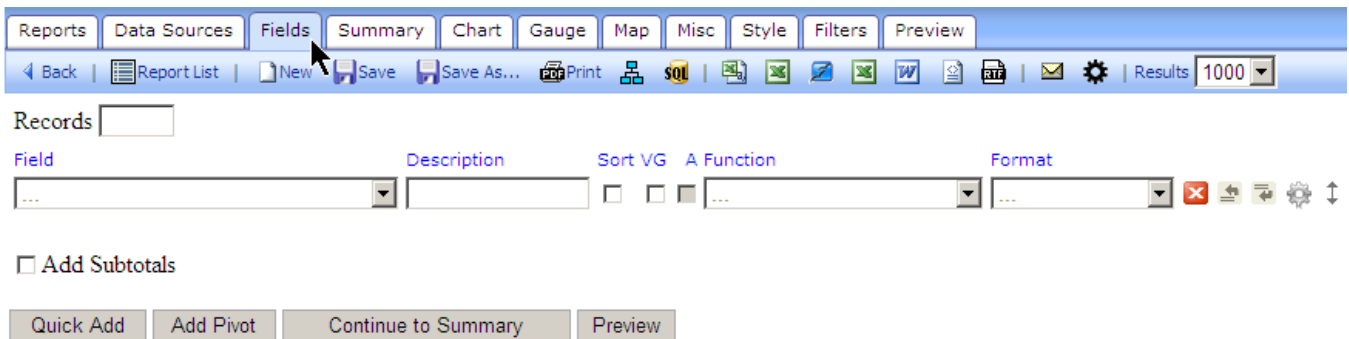 Reports Data Sources Fields Summary Chart Gauge Map Misc Style Filters Preview
Back | Report List | New Save Save As... PDF Print SQL | W RTF | | Results 1000
Records
Field Description Sort VG A Function Format
... ... ...
Add Subtotals
Quick Add Add Pivot Continue to Summary Preview